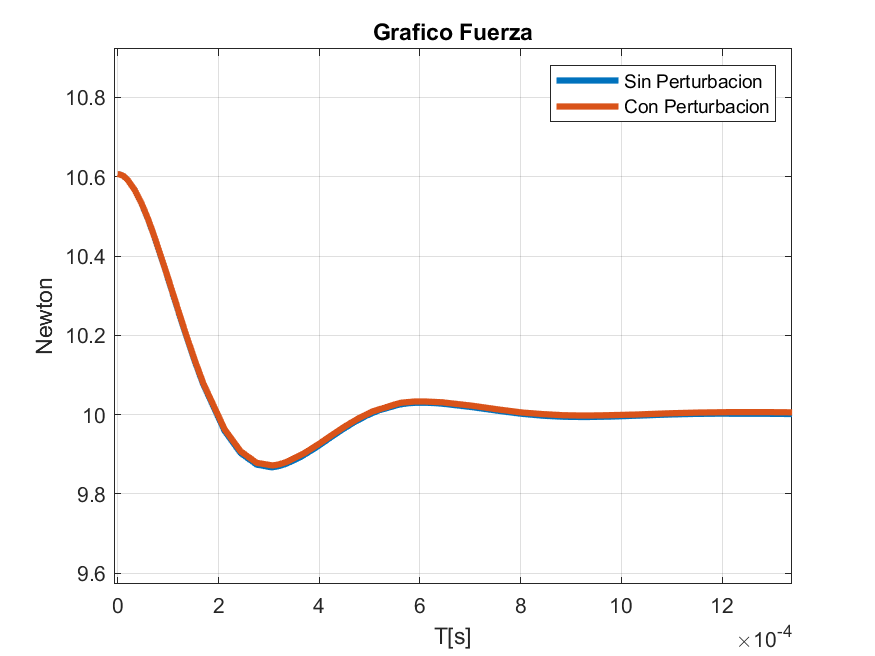 Grafico Fuerza
Sin Perturbacion
Con Perturbacion
Newton
10.8
10.6
10.4
10.2
10
9.8
9.6
0 2 4 6 8 10 12
T[s]
×10⁻⁴